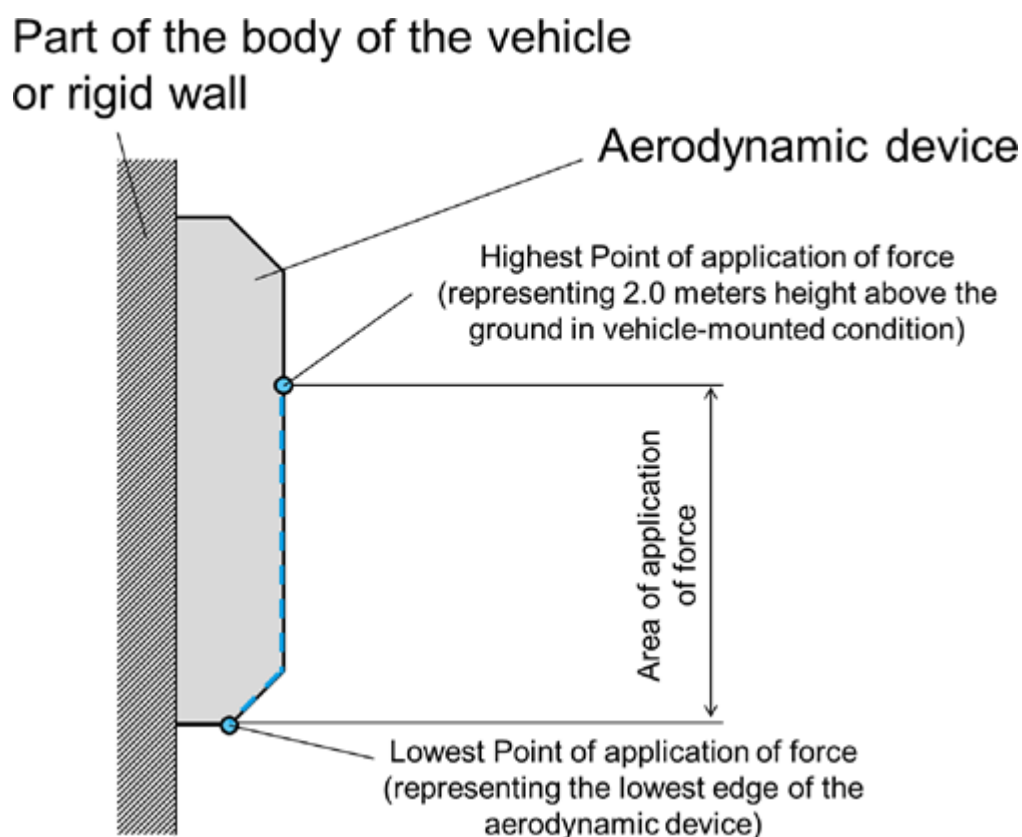 Part of the body of the vehicle
or rigid wall
Aerodynamic device
Highest Point of application of force
(representing 2.0 meters height above the
ground in vehicle-mounted condition)
Area of application
of force
Lowest Point of application of force
(representing the lowest edge of the
aerodynamic device)